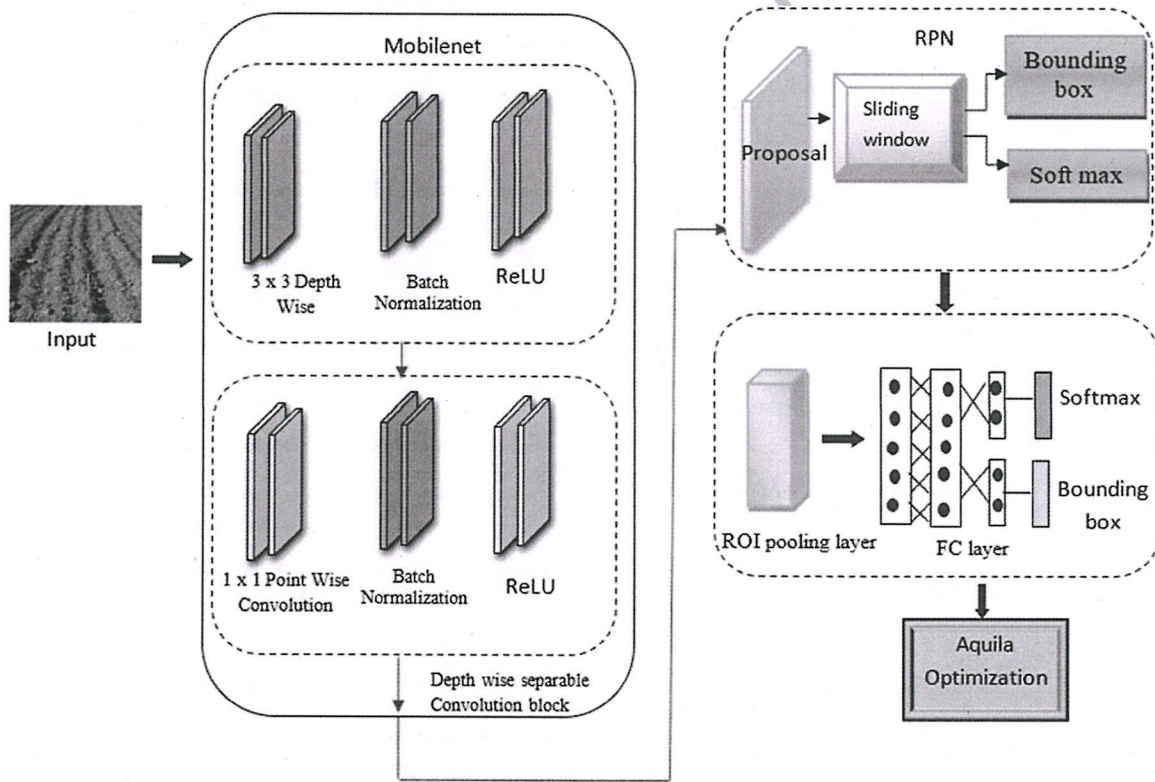 Mobilenet
3 x 3 Depth
Wise
Batch
Normalization
ReLU
Input
1 x 1 Point Wise
Convolution
Batch
Normalization
ReLU
Depth wise separable
Convolution block
RPN
Proposal
Sliding
window
Bounding
box
Soft max
ROI pooling layer
FC layer
Softmax
Bounding
box
Aquila
Optimization